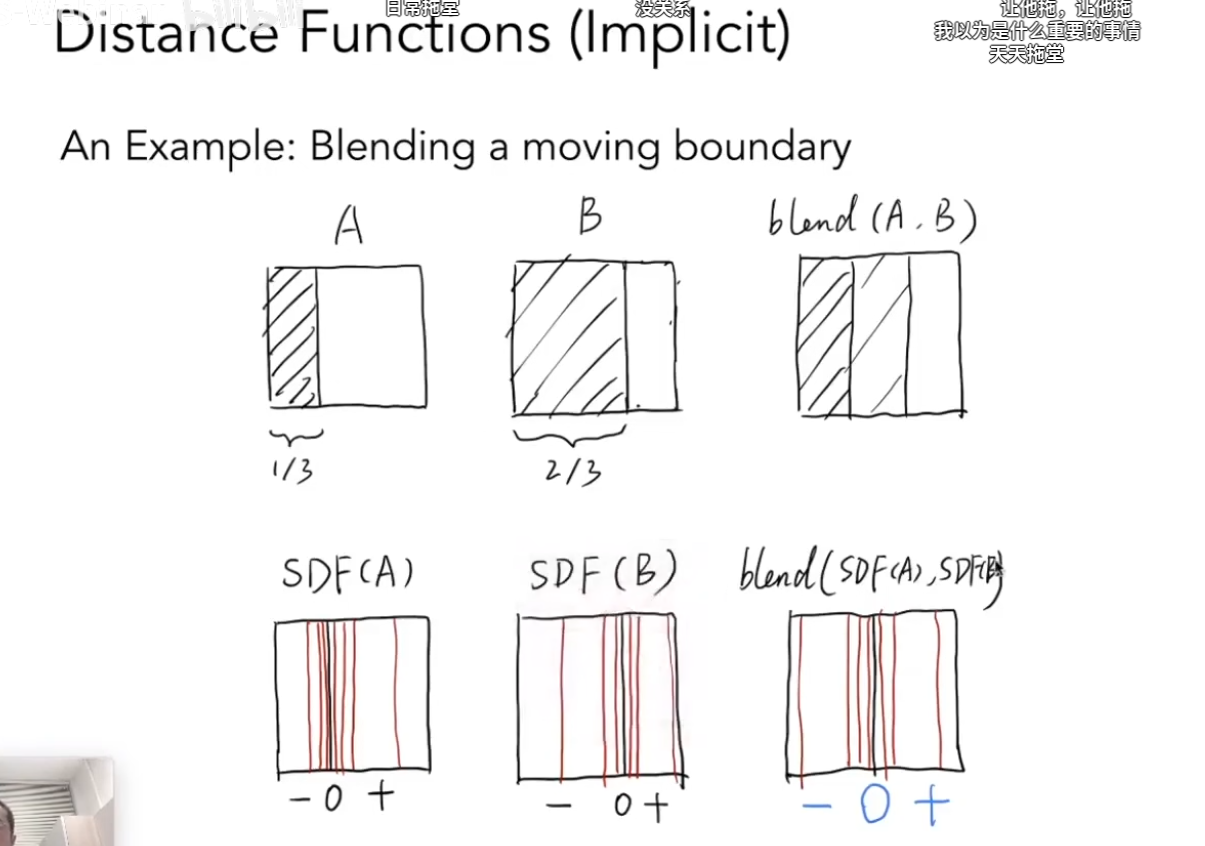 日常拖堂 没关系 让他拖，让他拖
我以为是什么重要的事情
天天拖堂
Distance Functions (Implicit)
An Example: Blending a moving boundary
A B blend (A, B)
1/3 2/3
SDF(A) SDF(B) blend(SDF(A), SDF(B))
- 0 + - 0 + - 0 +